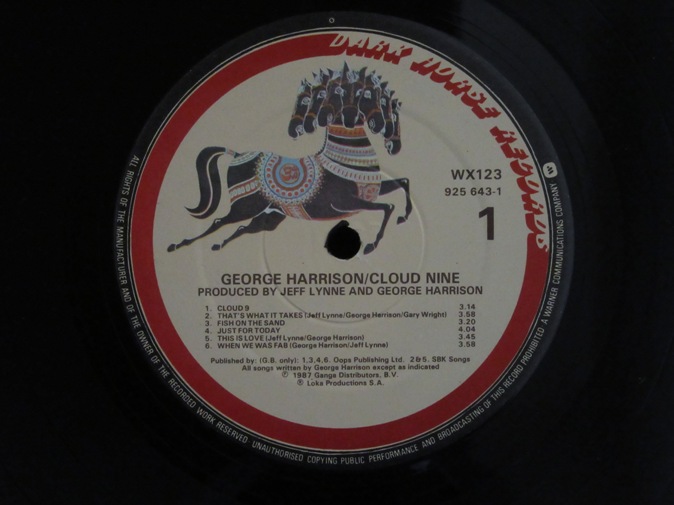 DARK HORSE RECORDS
WX123
925 643-1
1
GEORGE HARRISON/CLOUD NINE
PRODUCED BY JEFF LYNNE AND GEORGE HARRISON
1. CLOUD 9 3.14
2. THAT'S WHAT IT TAKES (Jeff Lynne/George Harrison/Gary Wright) 3.58
3. FISH ON THE SAND 3.20
4. JUST FOR TODAY 4.04
5. THIS IS LOVE (Jeff Lynne/George Harrison) 3.45
6. WHEN WE WAS FAB (George Harrison/Jeff Lynne) 3.58
Published by: (G.B. only): 1,3,4,6. Oops Publishing Ltd. 2&5. SBK Songs
All songs written by George Harrison except as indicated
© 1987 Ganga Distributors, B.V.
℗ Loka Productions S.A.
ALL RIGHTS OF THE MANUFACTURER AND OF THE OWNER OF THE RECORDED WORK RESERVED. UNAUTHORISED COPYING PUBLIC PERFORMANCE AND BROADCASTING OF THIS RECORD PROHIBITED A WARNER COMMUNICATIONS COMPANY